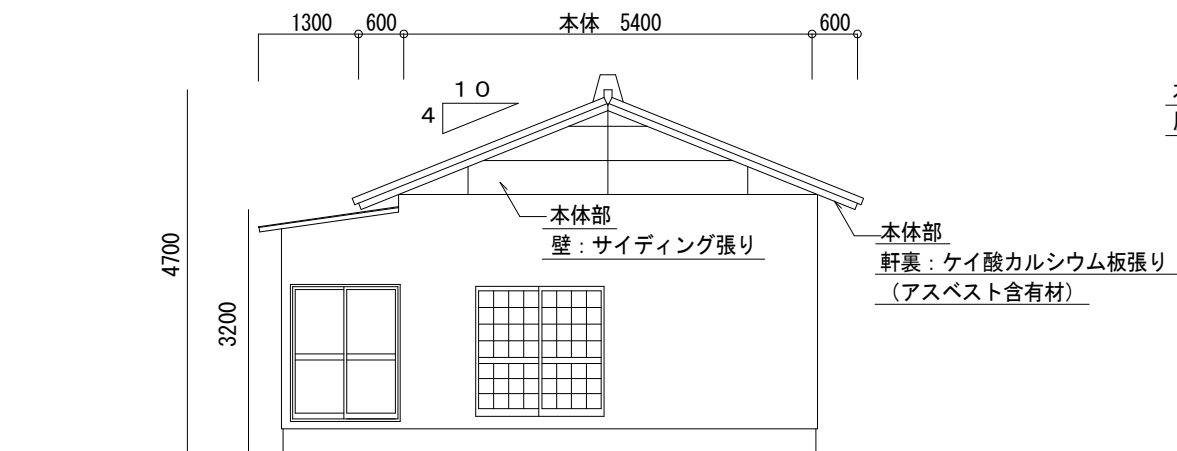 1300 600 本体 5400 600
10
4
4700
3200
本体部
壁：サイディング張り
本体部
軒裏：ケイ酸カルシウム板張り
（アスベスト含有材）